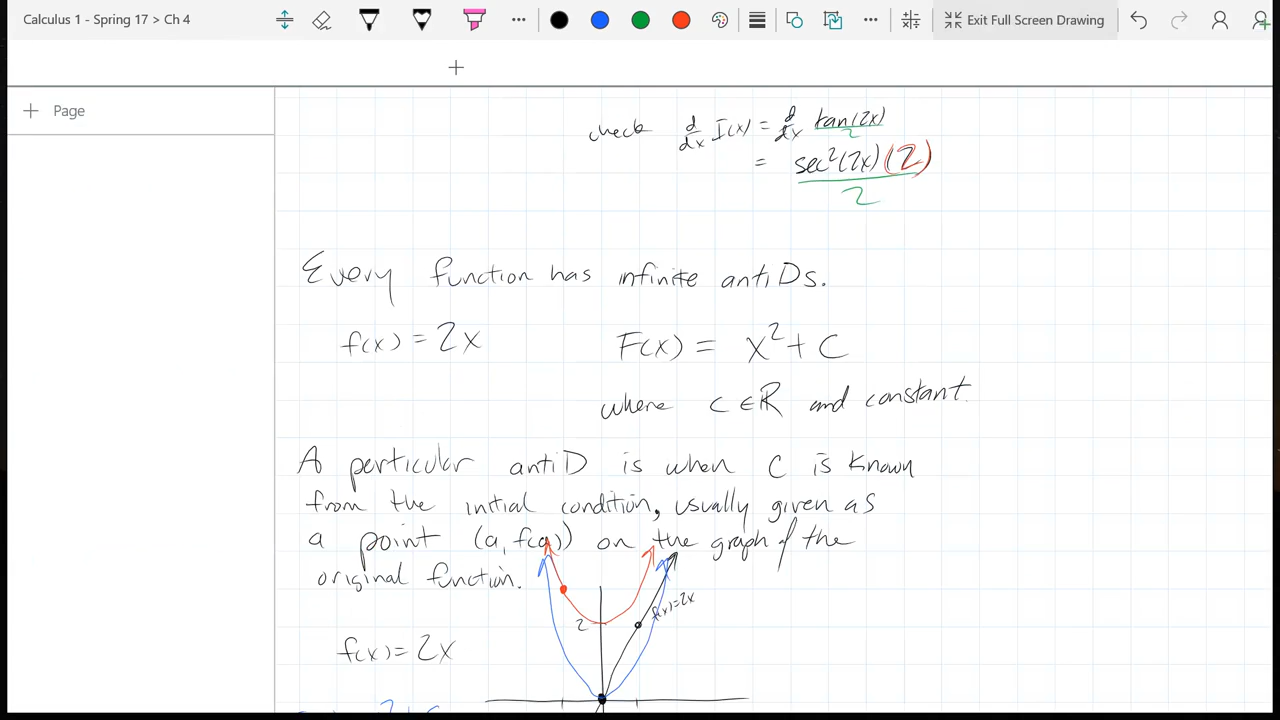 Calculus 1 - Spring 17 > Ch 4
Exit Full Screen Drawing
Page
check d/dx I(x) = d/dx tan(2x)/2
= sec²(2x)(2)/2
Every function has infinite antiDs.
f(x) = 2x F(x) = x² + C
where C ∈ ℝ and constant.
A perticular antiD is when C is known
from the initial condition, usually given as
a point (a, f(a)) on the graph of the
original function.
f(x)=2x
2
f(x) = 2x